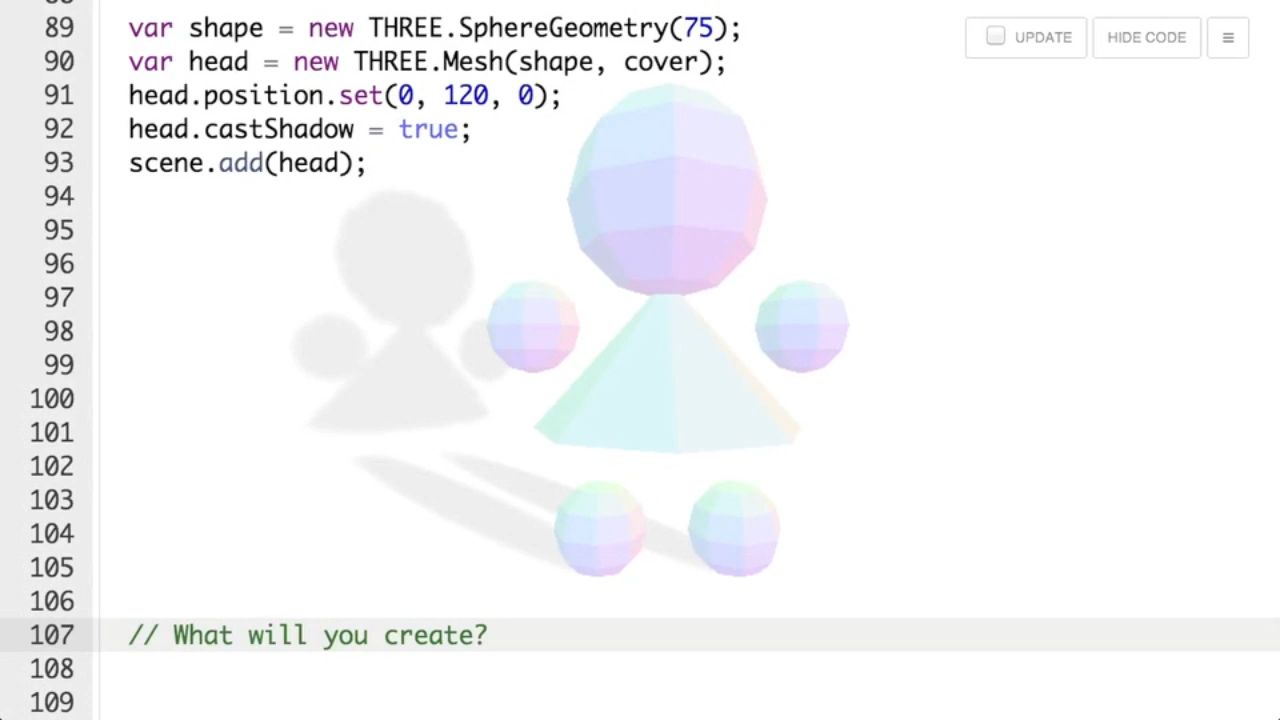 89 var shape = new THREE.SphereGeometry(75);
90 var head = new THREE.Mesh(shape, cover);
91 head.position.set(0, 120, 0);
92 head.castShadow = true;
93 scene.add(head);
94
95
96
97
98
99
100
101
102
103
104
105
106
107 // What will you create?
108
109
UPDATE
HIDE CODE
≡